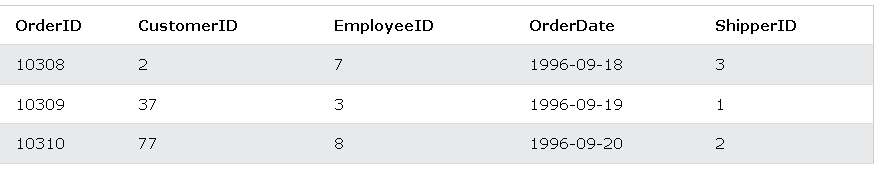 OrderID CustomerID EmployeeID OrderDate ShipperID
10308 2 7 1996-09-18 3
10309 37 3 1996-09-19 1
10310 77 8 1996-09-20 2